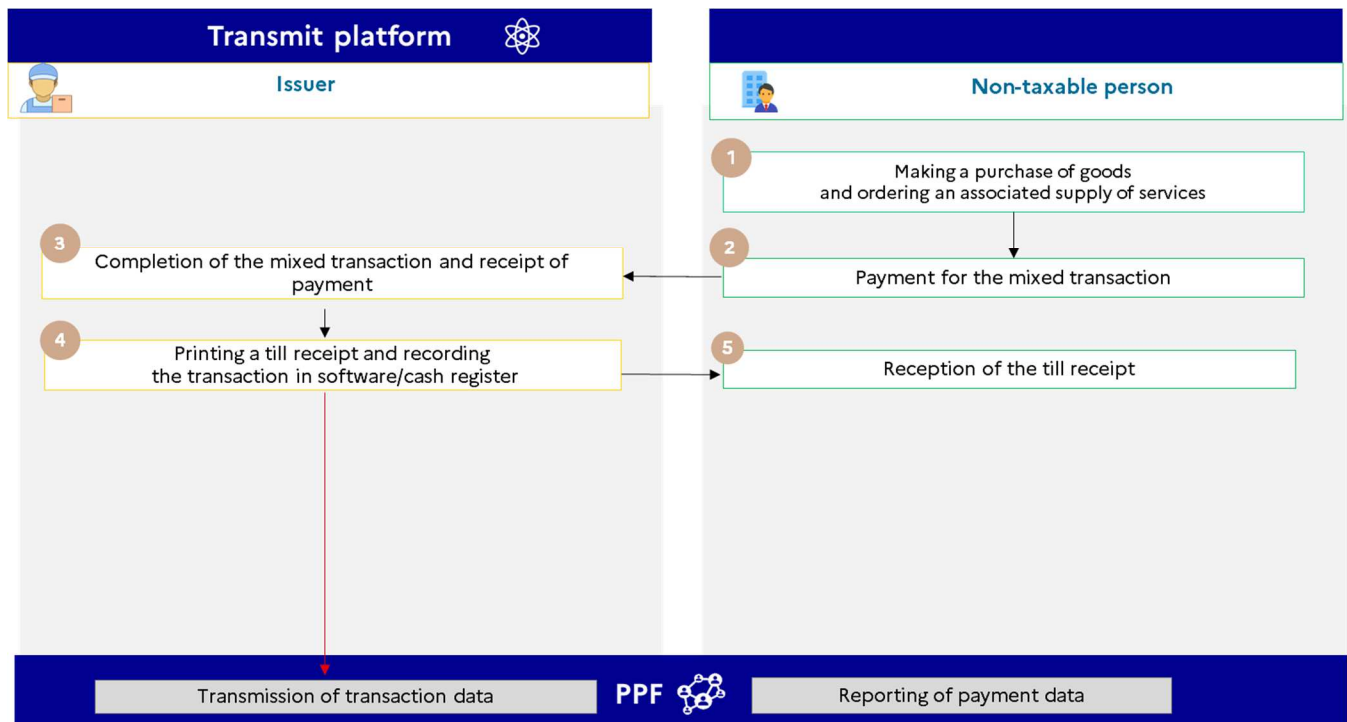 Transmit platform
Issuer
Non-taxable person
1
Making a purchase of goods
and ordering an associated supply of services
3
Completion of the mixed transaction and receipt of
payment
2
Payment for the mixed transaction
4
Printing a till receipt and recording
the transaction in software/cash register
5
Reception of the till receipt
Transmission of transaction data
PPF
Reporting of payment data